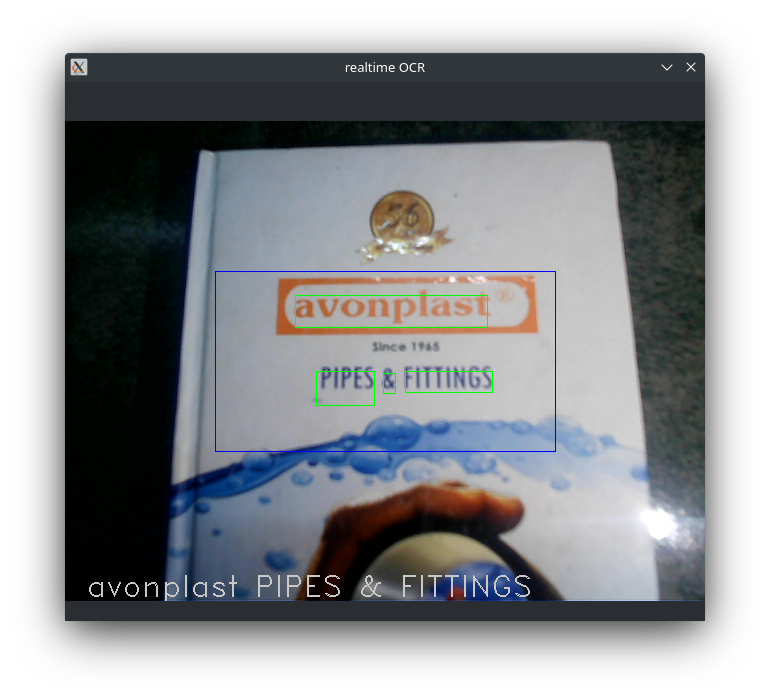 realtime OCR
56
avonplast ®
Since 1965
PIPES & FITTINGS
avonplast PIPES & FITTINGS